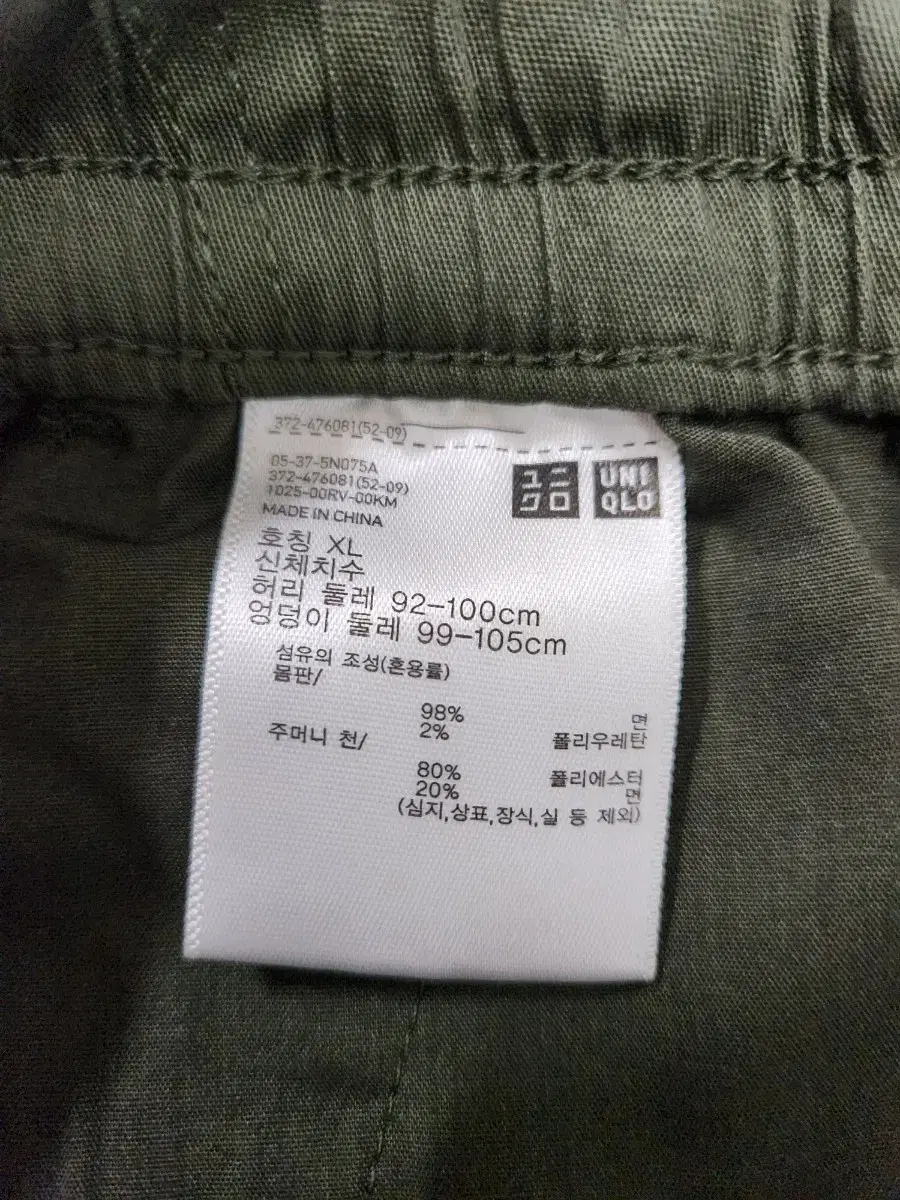 372-476081(52-09)
05-37-5N075A
372-476081(52-09)
1025-00RV-00KM
MADE IN CHINA
ユニ
クロ
UNI
QLO
호칭 XL
신체치수
허리 둘레 92-100cm
엉덩이 둘레 99-105cm
섬유의 조성(혼용률)
몸판/
98% 면
2% 폴리우레탄
주머니 천/
80% 폴리에스터
20% 면
(심지,상표,장식,실 등 제외)